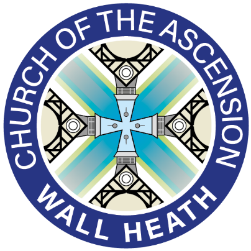 CHURCH OF THE ASCENSION
WALL HEATH